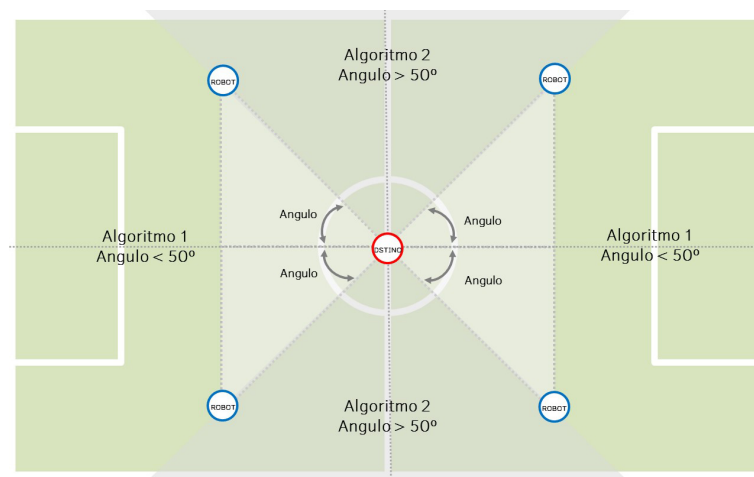 Algoritmo 2
Angulo > 50º
ROBOT
ROBOT
Angulo
Angulo
Algoritmo 1
Angulo < 50º
OSTINO
Algoritmo 1
Angulo < 50º
Angulo
Angulo
ROBOT
Algoritmo 2
Angulo > 50º
ROBOT